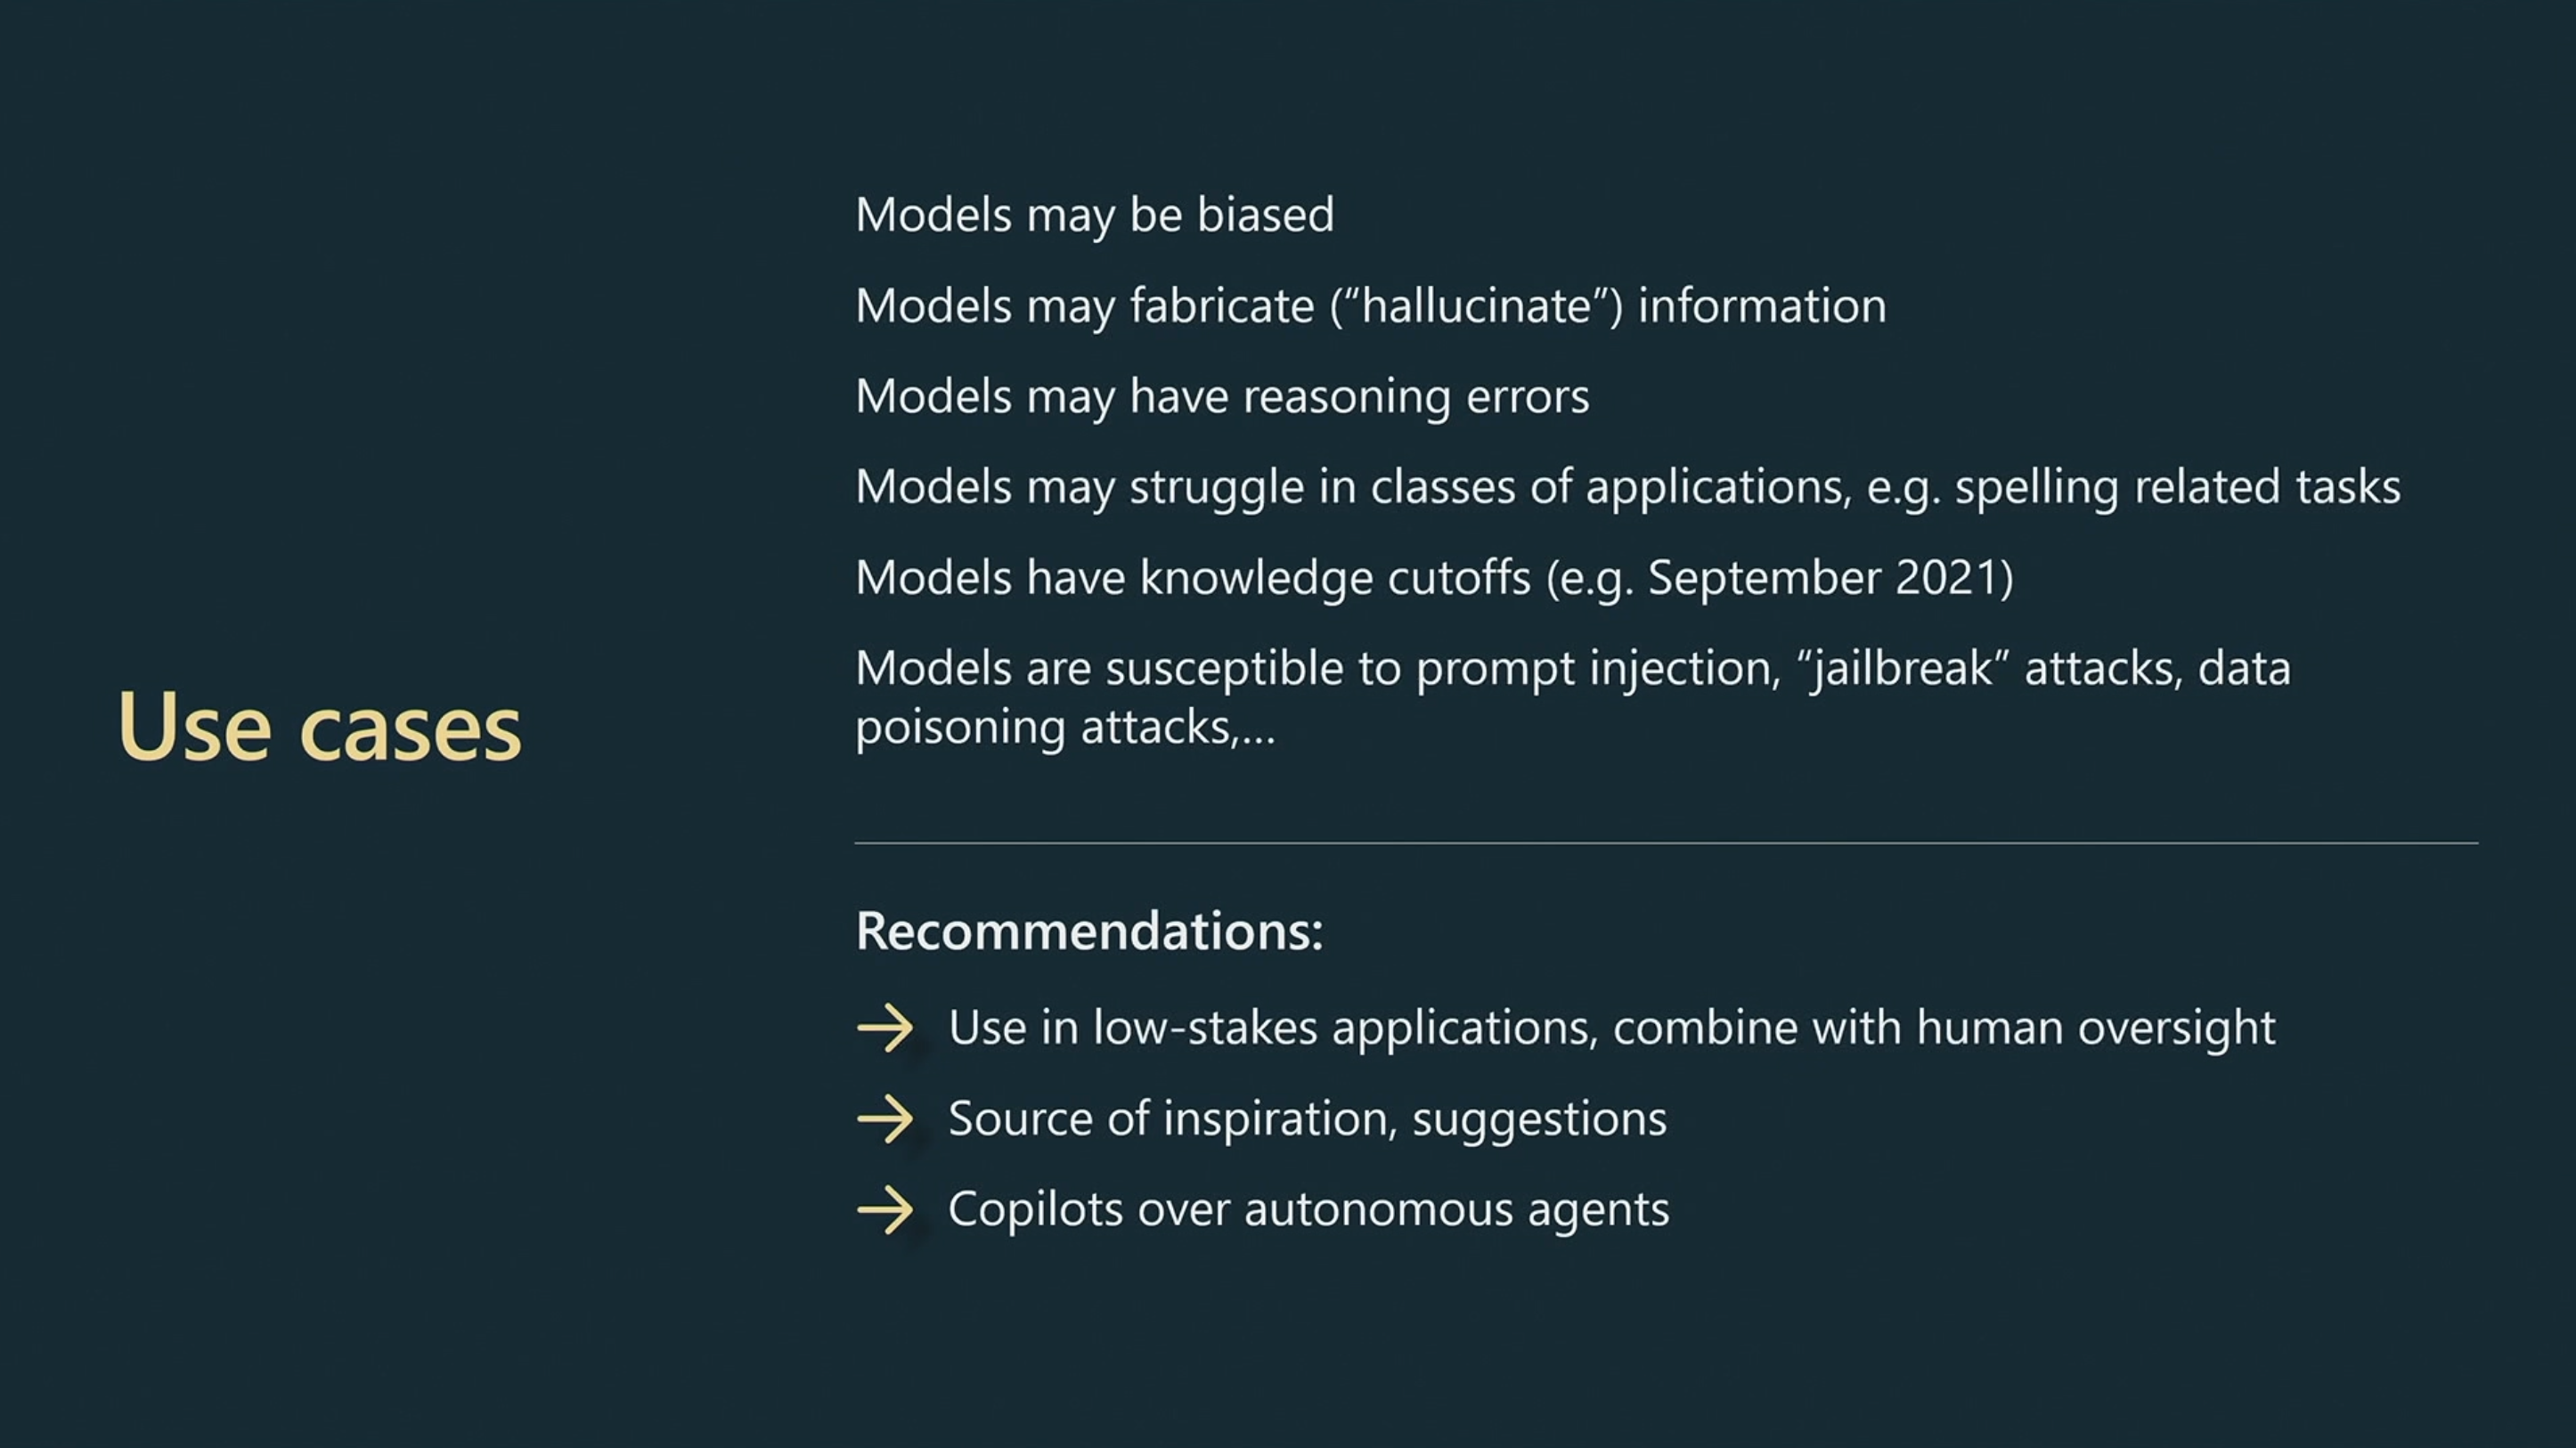 Use cases
Models may be biased
Models may fabricate (“hallucinate”) information
Models may have reasoning errors
Models may struggle in classes of applications, e.g. spelling related tasks
Models have knowledge cutoffs (e.g. September 2021)
Models are susceptible to prompt injection, “jailbreak” attacks, data
poisoning attacks,...
Recommendations:
→ Use in low-stakes applications, combine with human oversight
→ Source of inspiration, suggestions
→ Copilots over autonomous agents